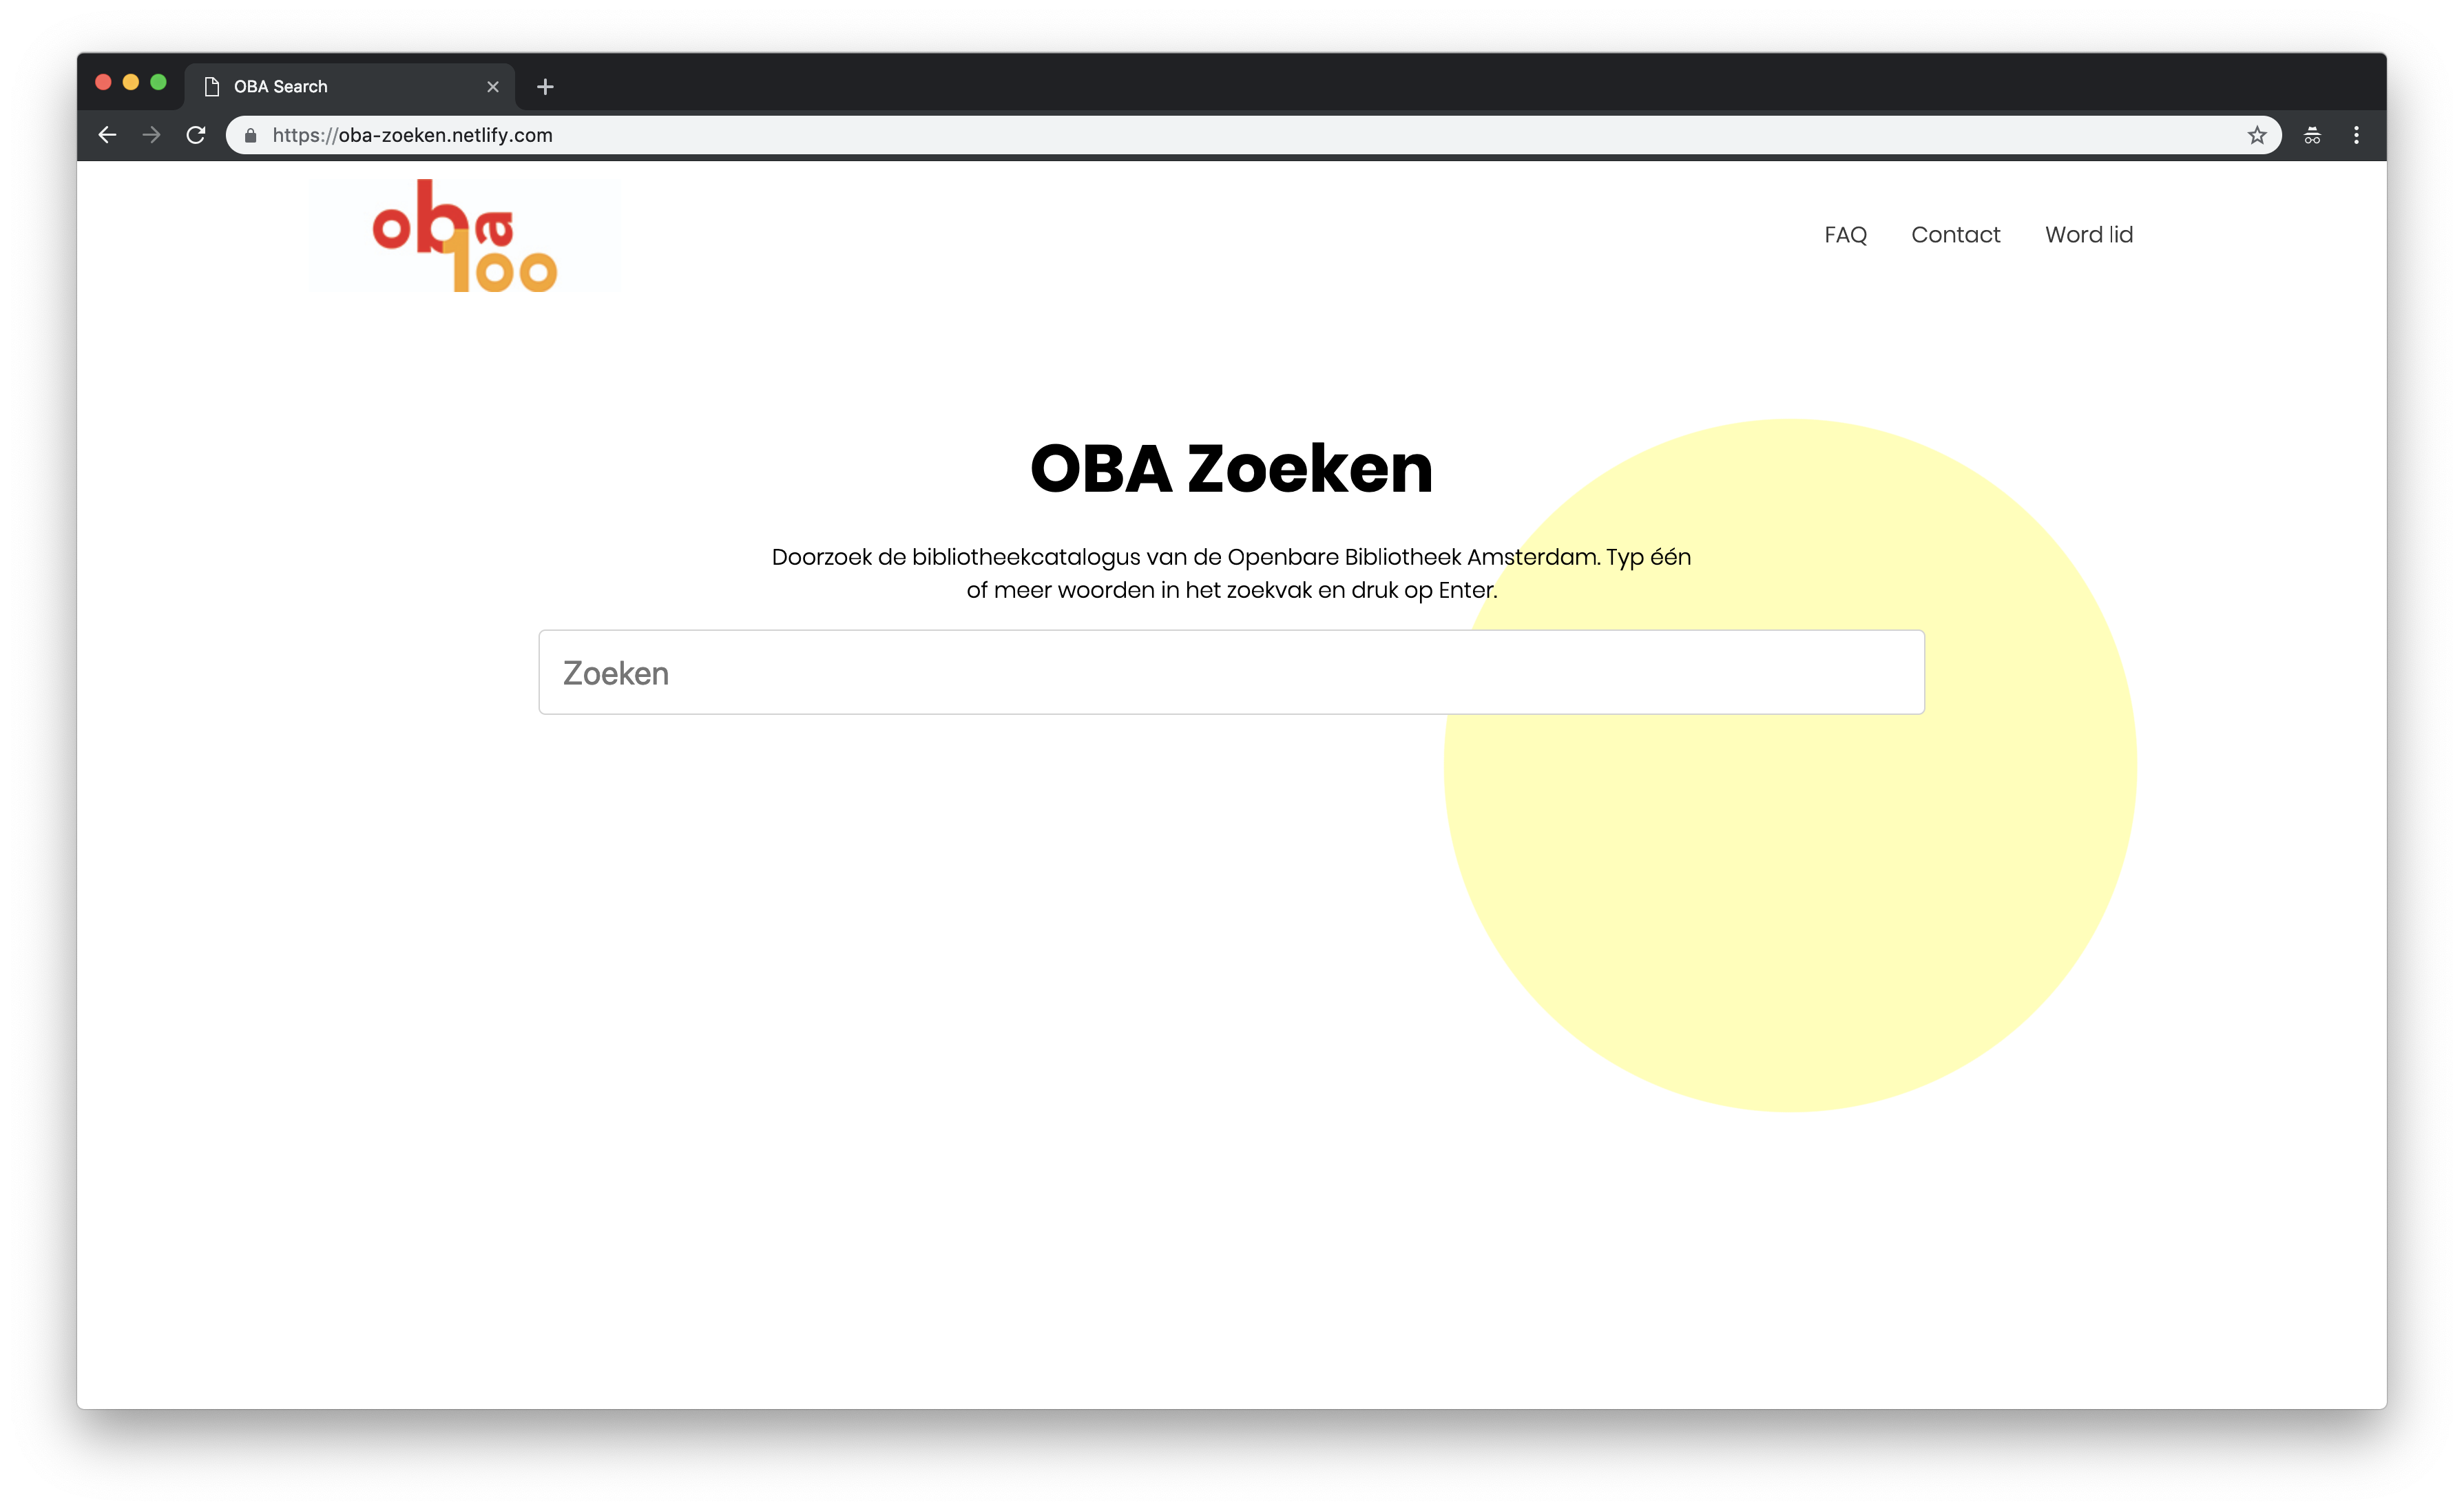 OBA Search
https://oba-zoeken.netlify.com
oba
100
FAQ Contact Word lid
OBA Zoeken
Doorzoek de bibliotheekcatalogus van de Openbare Bibliotheek Amsterdam. Typ één
of meer woorden in het zoekvak en druk op Enter.
Zoeken